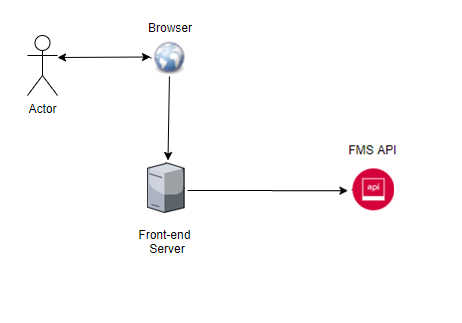 Browser
Actor
FMS API
api
Front-end
Server